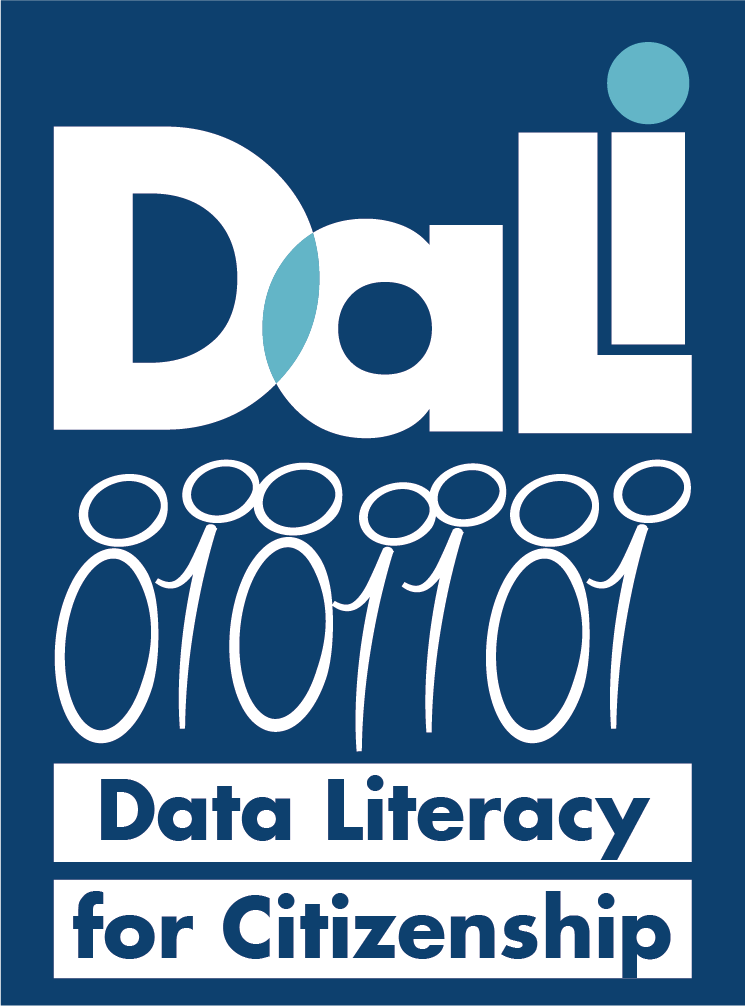 DaLi
0101101
Data Literacy
for Citizenship